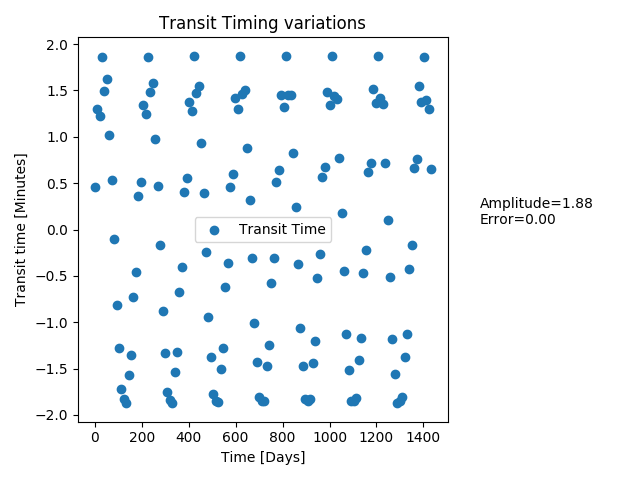 Transit Timing variations
2.0
1.5
1.0
0.5
0.0
−0.5
−1.0
−1.5
−2.0
Transit time [Minutes]
Transit Time
Amplitude=1.88
Error=0.00
0 200 400 600 800 1000 1200 1400
Time [Days]